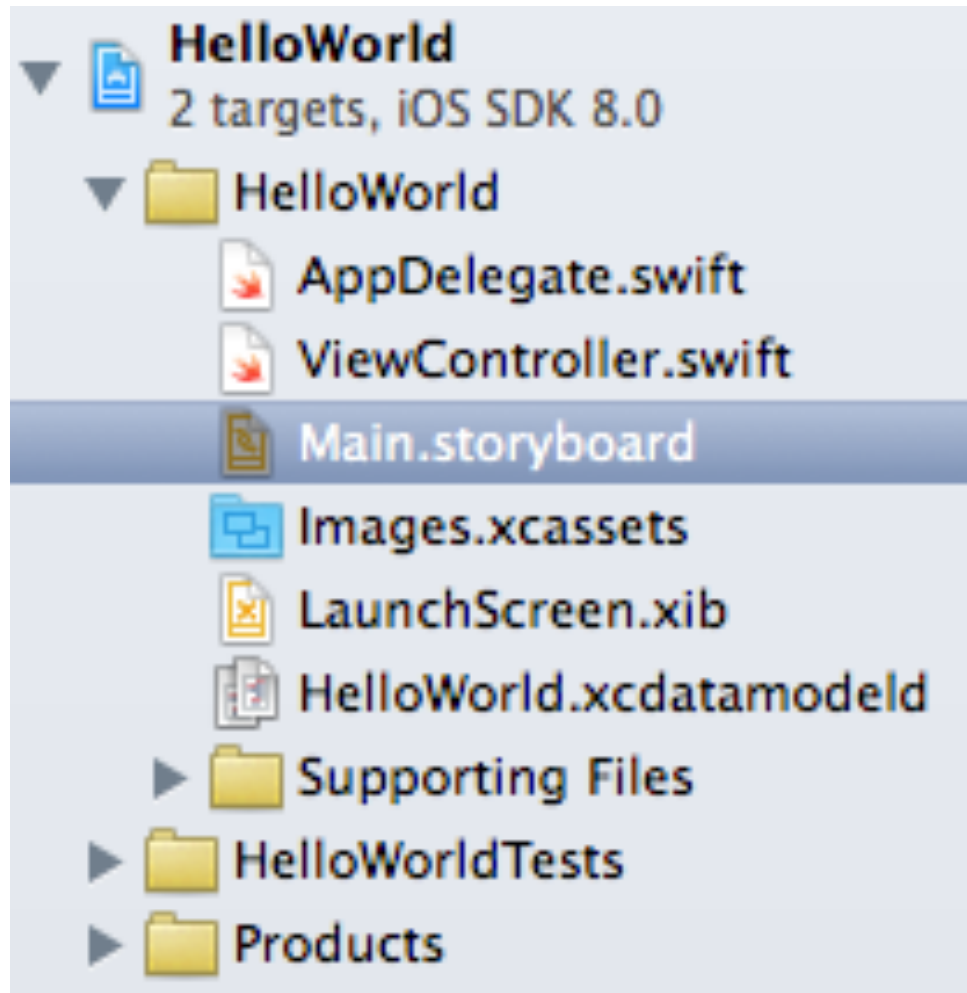 HelloWorld
2 targets, iOS SDK 8.0
HelloWorld
AppDelegate.swift
ViewController.swift
Main.storyboard
Images.xcassets
LaunchScreen.xib
HelloWorld.xcdatamodeld
Supporting Files
HelloWorldTests
Products